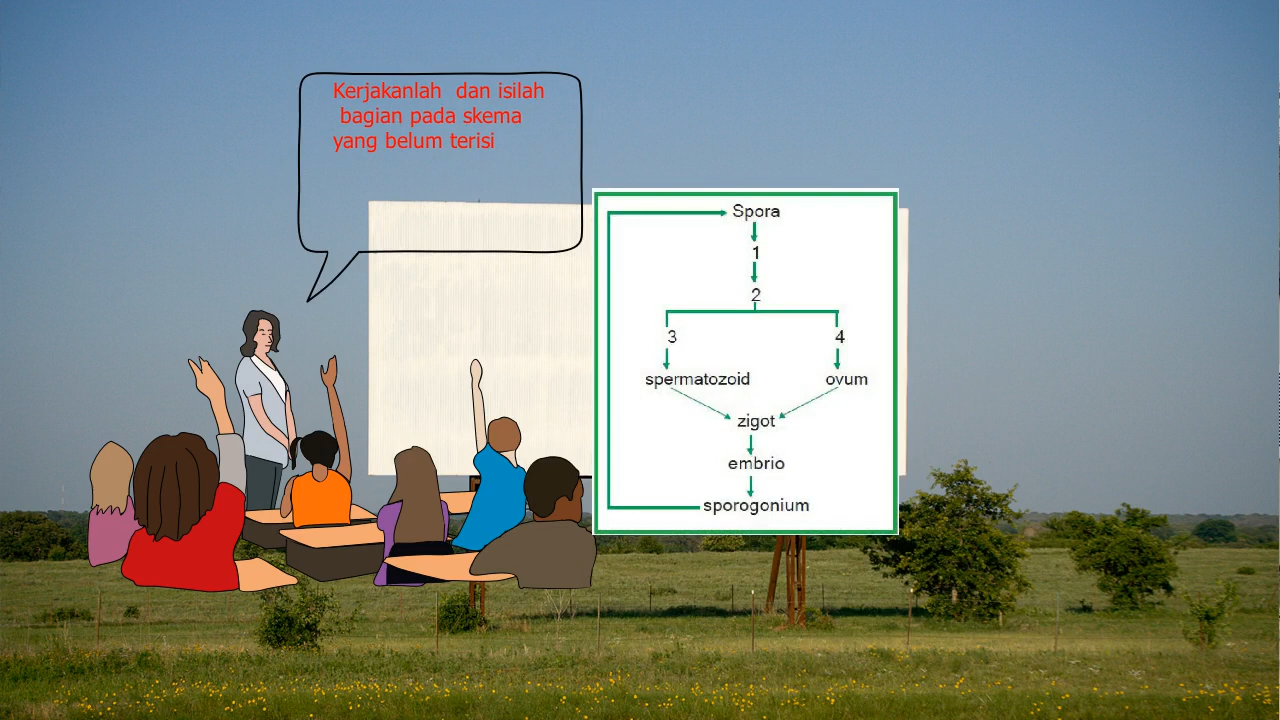 Kerjakanlah dan isilah
bagian pada skema
yang belum terisi
Spora
1
2
3 4
spermatozoid ovum
zigot
embrio
sporogonium